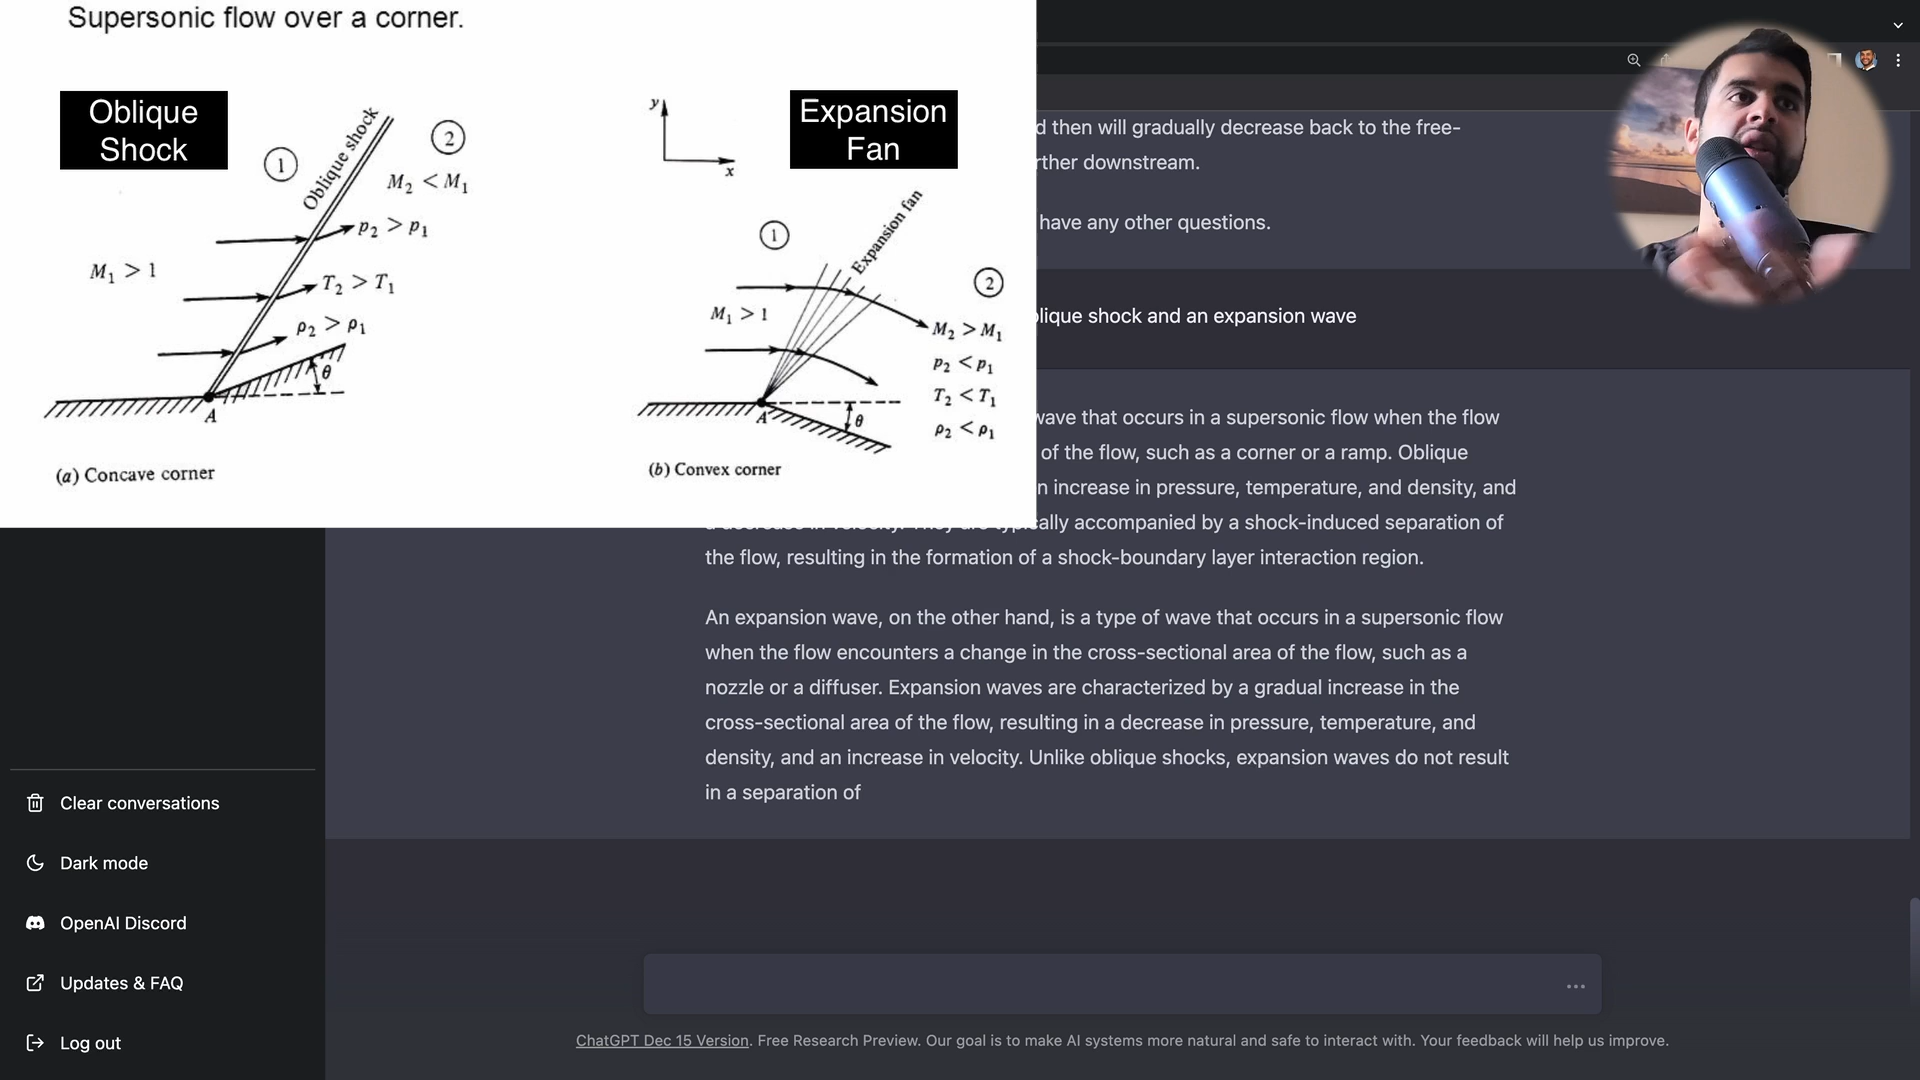 Supersonic flow over a corner.
Oblique
Shock
1
Oblique shock
2
M₂ < M₁
p₂ > p₁
M₁ > 1
T₂ > T₁
ρ₂ > ρ₁
θ
A
(a) Concave corner
y
x
Expansion
Fan
1
Expansion fan
2
M₁ > 1
M₂ > M₁
p₂ < p₁
T₂ < T₁
ρ₂ < ρ₁
A
θ
(b) Convex corner
then will gradually decrease back to the free-
downstream.
have any other questions.
shock and an expansion wave
wave that occurs in a supersonic flow when the flow
of the flow, such as a corner or a ramp. Oblique
increase in pressure, temperature, and density, and
They are typically accompanied by a shock-induced separation of
the flow, resulting in the formation of a shock-boundary layer interaction region.
An expansion wave, on the other hand, is a type of wave that occurs in a supersonic flow
when the flow encounters a change in the cross-sectional area of the flow, such as a
nozzle or a diffuser. Expansion waves are characterized by a gradual increase in the
cross-sectional area of the flow, resulting in a decrease in pressure, temperature, and
density, and an increase in velocity. Unlike oblique shocks, expansion waves do not result
in a separation of
Clear conversations
Dark mode
OpenAI Discord
Updates & FAQ
Log out
ChatGPT Dec 15 Version. Free Research Preview. Our goal is to make AI systems more natural and safe to interact with. Your feedback will help us improve.